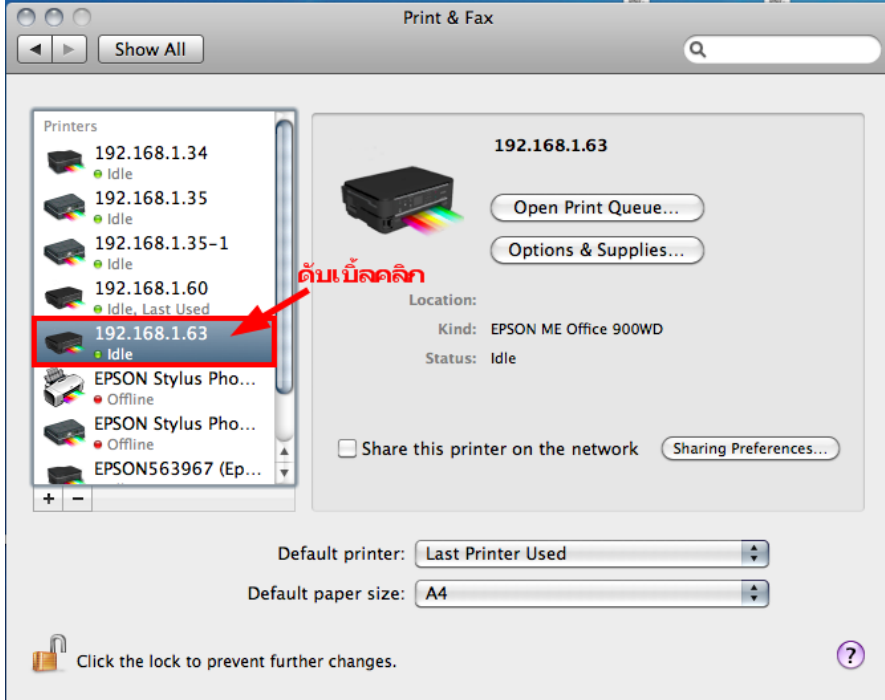 Print & Fax
Show All
Printers
192.168.1.34
Idle
192.168.1.35
Idle
192.168.1.35-1
Idle
192.168.1.60
Idle, Last Used
192.168.1.63
Idle
EPSON Stylus Pho...
Offline
EPSON Stylus Pho...
Offline
EPSON563967 (Ep...
+ −
ดับเบิ้ลคลิก
192.168.1.63
Open Print Queue...
Options & Supplies...
Location:
Kind: EPSON ME Office 900WD
Status: Idle
Share this printer on the network Sharing Preferences...
Default printer: Last Printer Used
Default paper size: A4
Click the lock to prevent further changes. ?